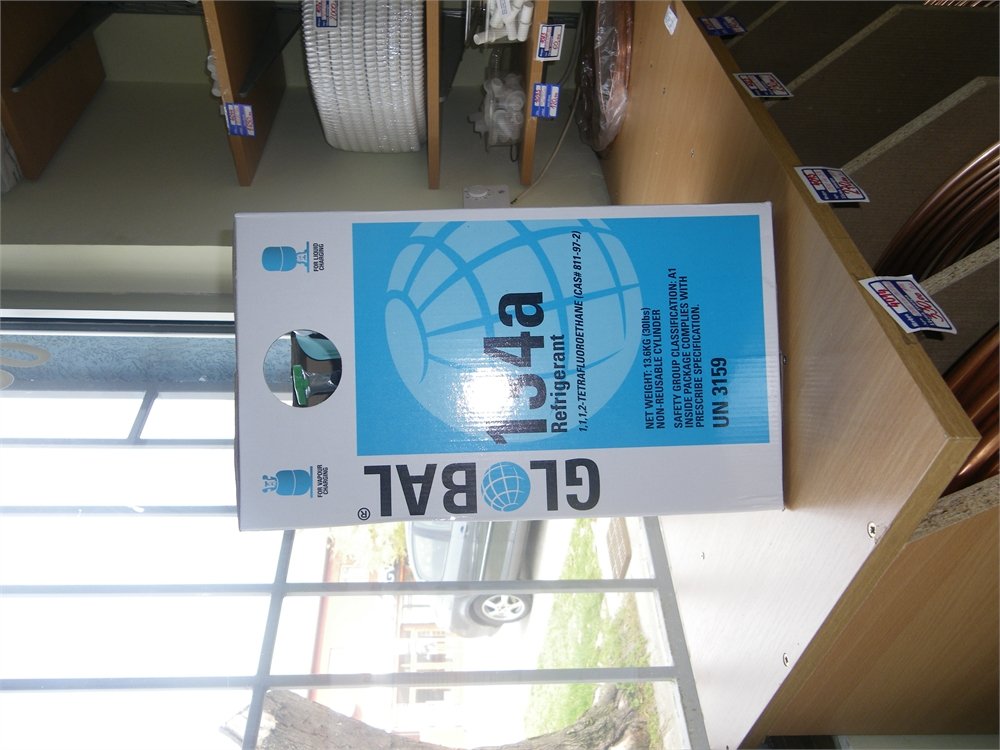 FOR VAPOUR
CHARGING
FOR LIQUID
CHARGING
GLOBAL®
134a
Refrigerant
1,1,1,2-TETRAFLUOROETHANE (CAS# 811-97-2)
NET WEIGHT: 13.6KG (30lbs)
NON-REUSABLE CYLINDER
SAFETY GROUP CLASSIFICATION: A1
INSIDE PACKAGE COMPLIES WITH
PRESCRIBE SPECIFICATION.
UN 3159